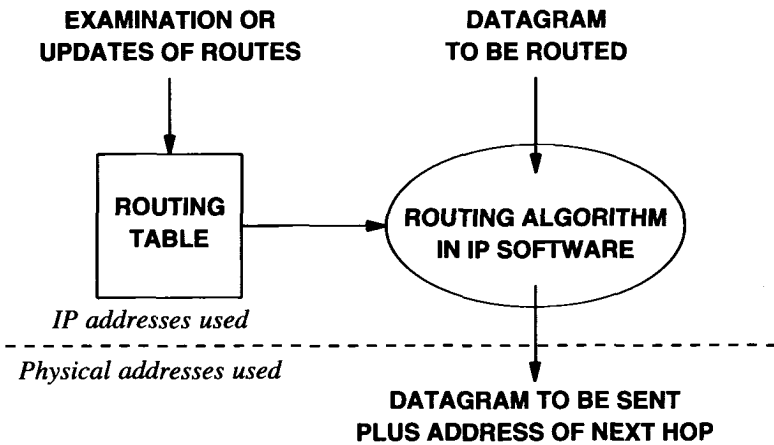 EXAMINATION OR
UPDATES OF ROUTES
DATAGRAM
TO BE ROUTED
ROUTING
TABLE
ROUTING ALGORITHM
IN IP SOFTWARE
IP addresses used
Physical addresses used
DATAGRAM TO BE SENT
PLUS ADDRESS OF NEXT HOP